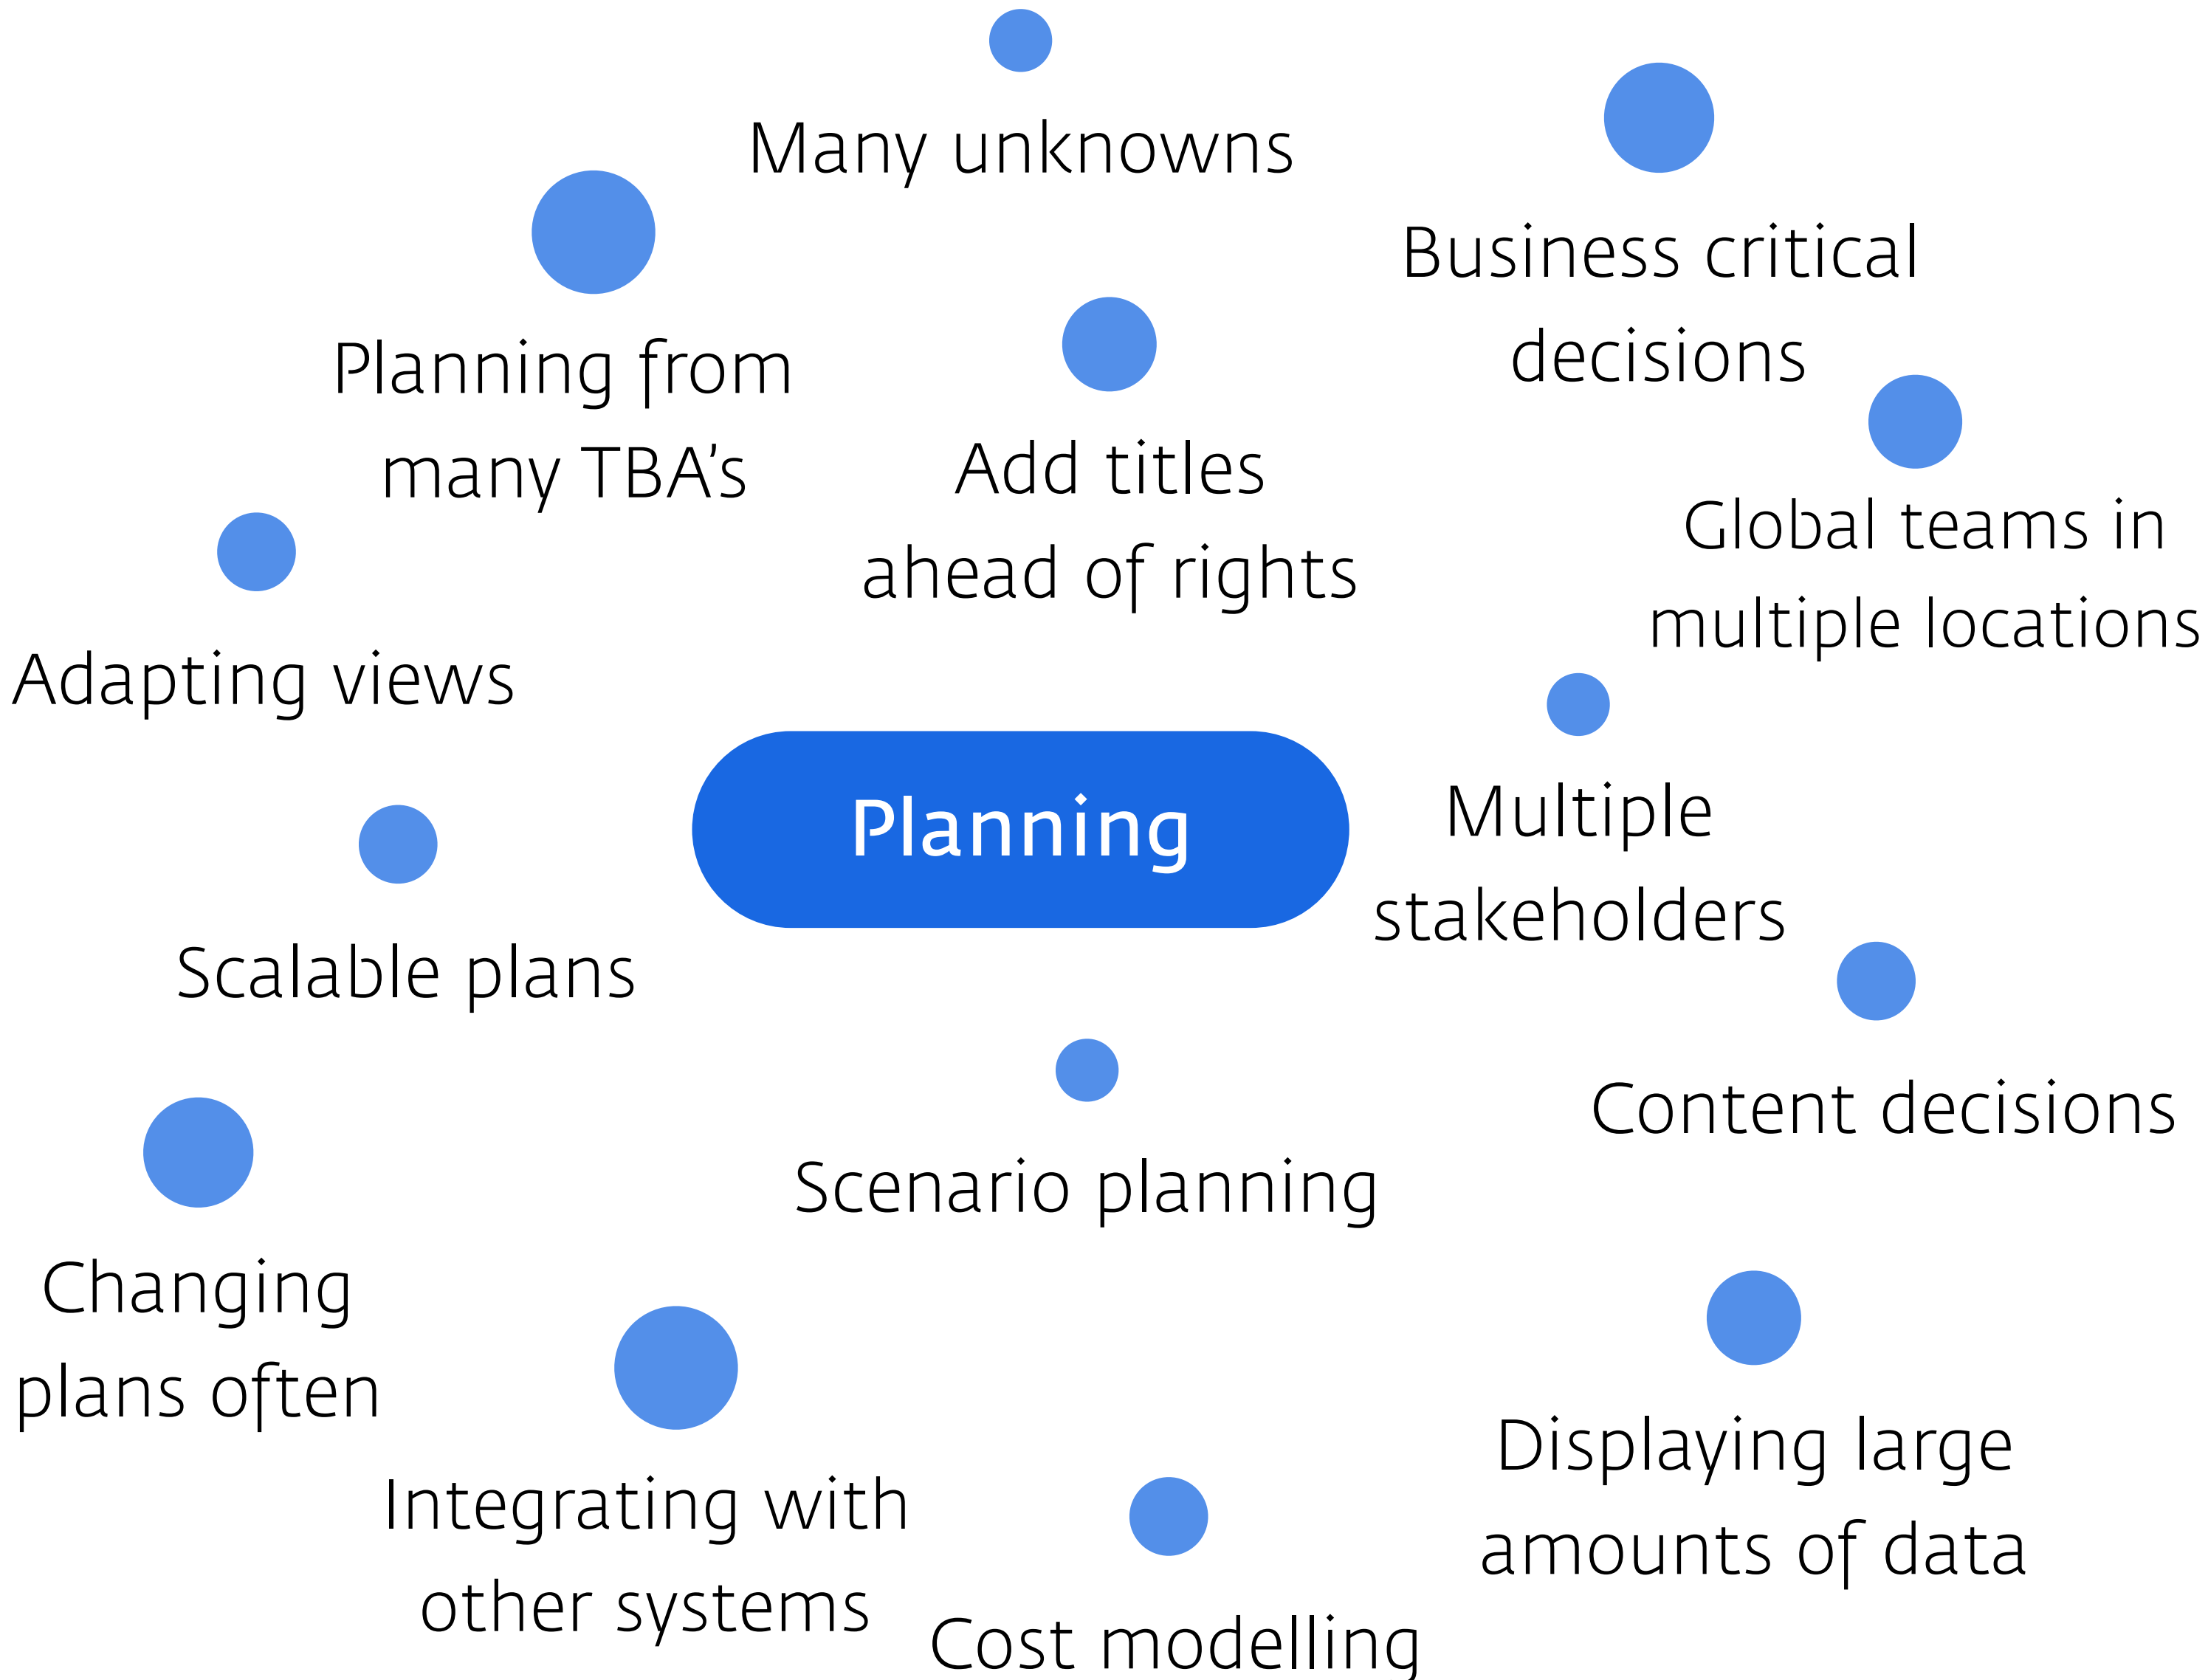 Many unknowns
Business critical
decisions
Planning from
many TBA's
Add titles
ahead of rights
Global teams in
multiple locations
Adapting views
Planning
Multiple
stakeholders
Scalable plans
Content decisions
Scenario planning
Changing
plans often
Integrating with
other systems
Displaying large
amounts of data
Cost modelling